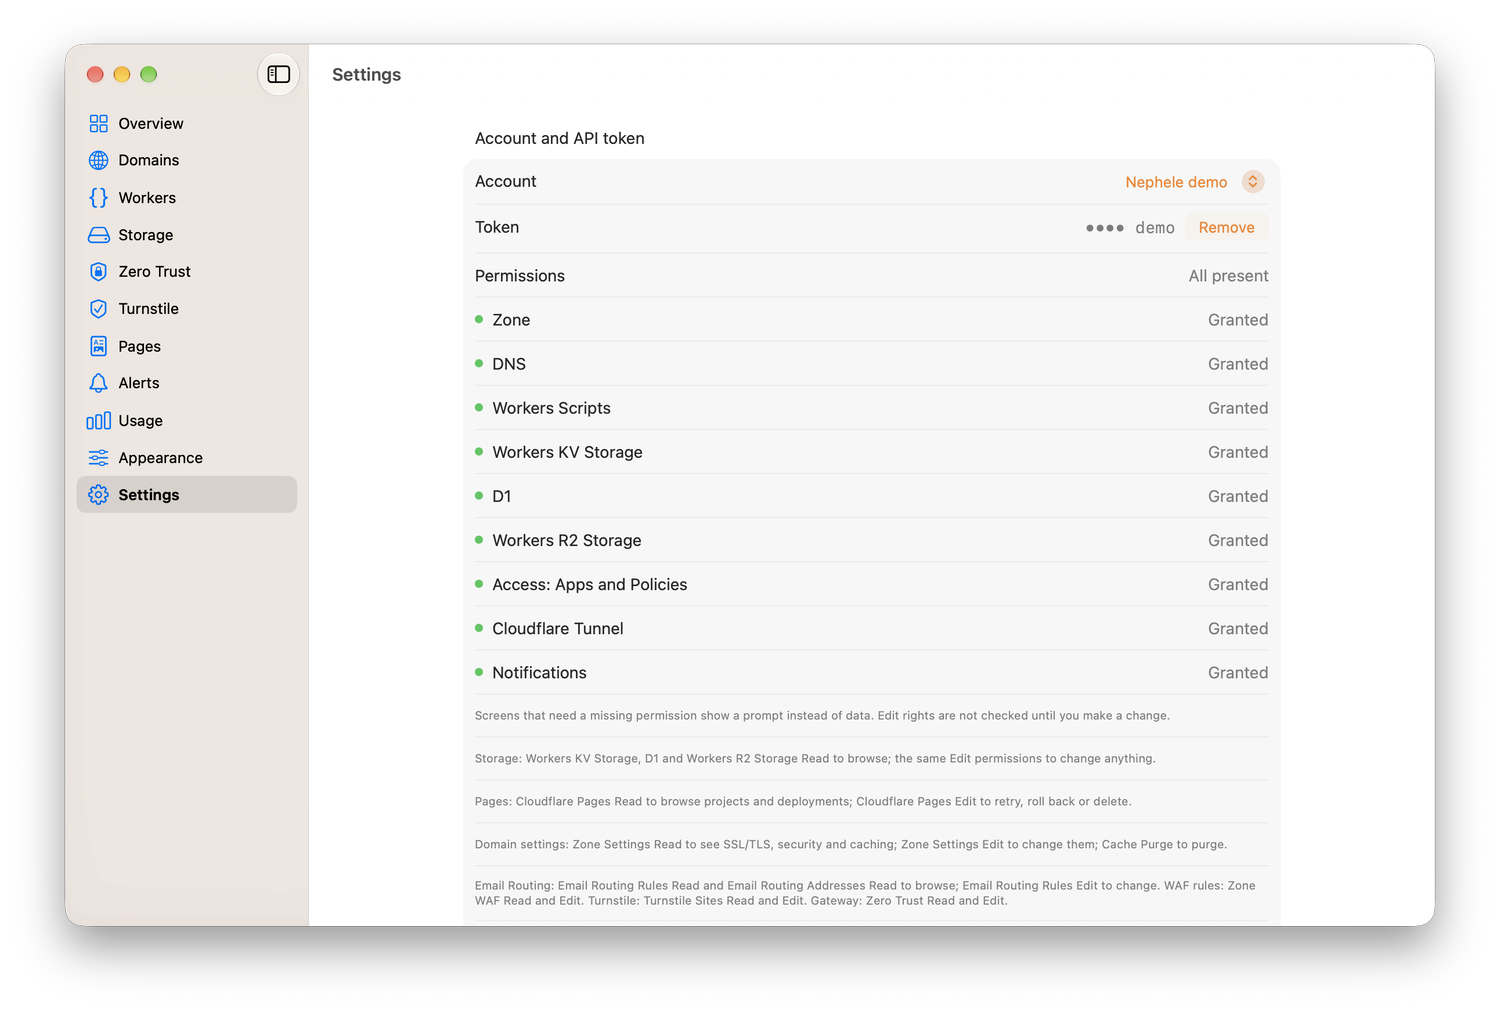 Settings
Overview
Domains
Workers
Storage
Zero Trust
Turnstile
Pages
Alerts
Usage
Appearance
Settings
Account and API token
Account Nephele demo
Token •••• demo Remove
Permissions All present
Zone Granted
DNS Granted
Workers Scripts Granted
Workers KV Storage Granted
D1 Granted
Workers R2 Storage Granted
Access: Apps and Policies Granted
Cloudflare Tunnel Granted
Notifications Granted
Screens that need a missing permission show a prompt instead of data. Edit rights are not checked until you make a change.
Storage: Workers KV Storage, D1 and Workers R2 Storage Read to browse; the same Edit permissions to change anything.
Pages: Cloudflare Pages Read to browse projects and deployments; Cloudflare Pages Edit to retry, roll back or delete.
Domain settings: Zone Settings Read to see SSL/TLS, security and caching; Zone Settings Edit to change them; Cache Purge to purge.
Email Routing: Email Routing Rules Read and Email Routing Addresses Read to browse; Email Routing Rules Edit to change. WAF rules: Zone
WAF Read and Edit. Turnstile: Turnstile Sites Read and Edit. Gateway: Zero Trust Read and Edit.